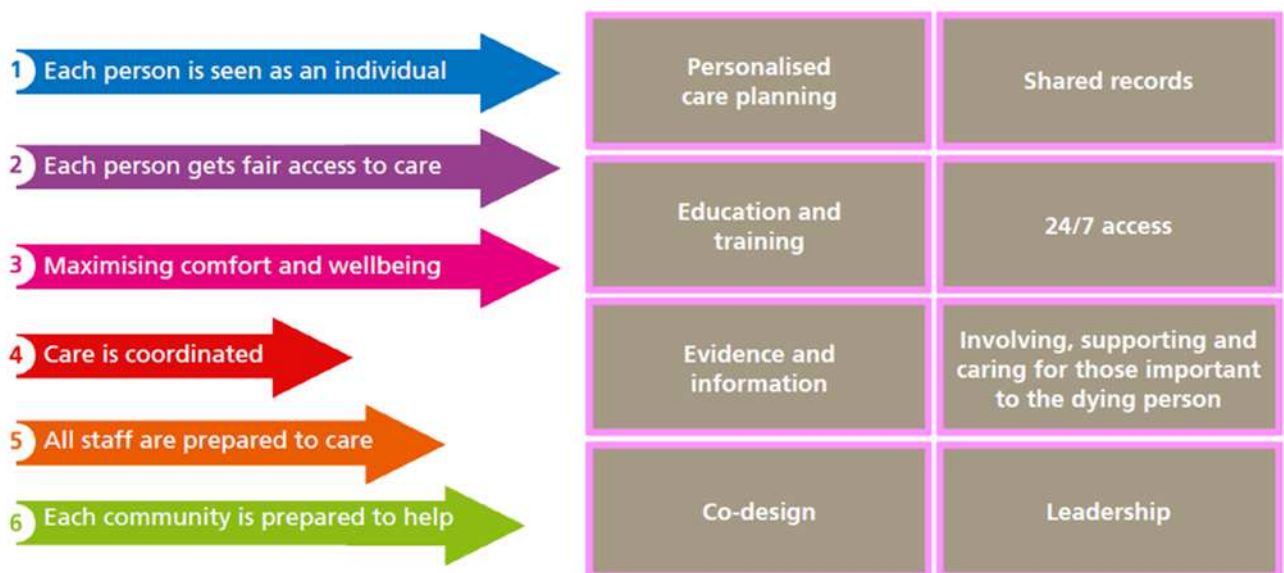 1 Each person is seen as an individual
2 Each person gets fair access to care
3 Maximising comfort and wellbeing
4 Care is coordinated
5 All staff are prepared to care
6 Each community is prepared to help
Personalised
care planning
Shared records
Education and
training
24/7 access
Evidence and
information
Involving, supporting and
caring for those important
to the dying person
Co-design
Leadership